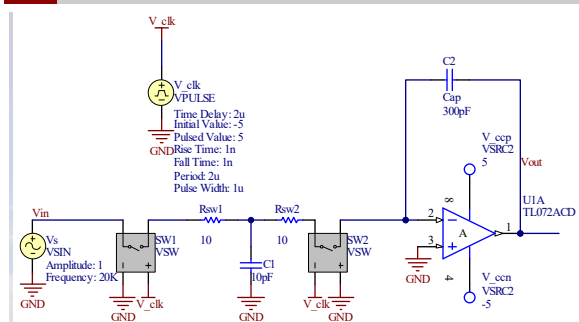 V_clk
V_clk
VPULSE
Time Delay: 2u
Initial Value: -5
Pulsed Value: 5
Rise Time: 1n
Fall Time: 1n
Period: 2u
Pulse Width: 1u
GND
C2
Cap
300pF
V_ccp
VSRC2
5
Vout
8
U1A
TL072ACD
2
3
A
1
4
GND
V_ccn
VSRC2
-5
Vin
Vs
VSIN
Amplitude: 1
Frequency: 20K
GND
SW1
VSW
GND
V_clk
Rsw1
10
Rsw2
10
C1
10pF
GND
SW2
VSW
V_clk
GND